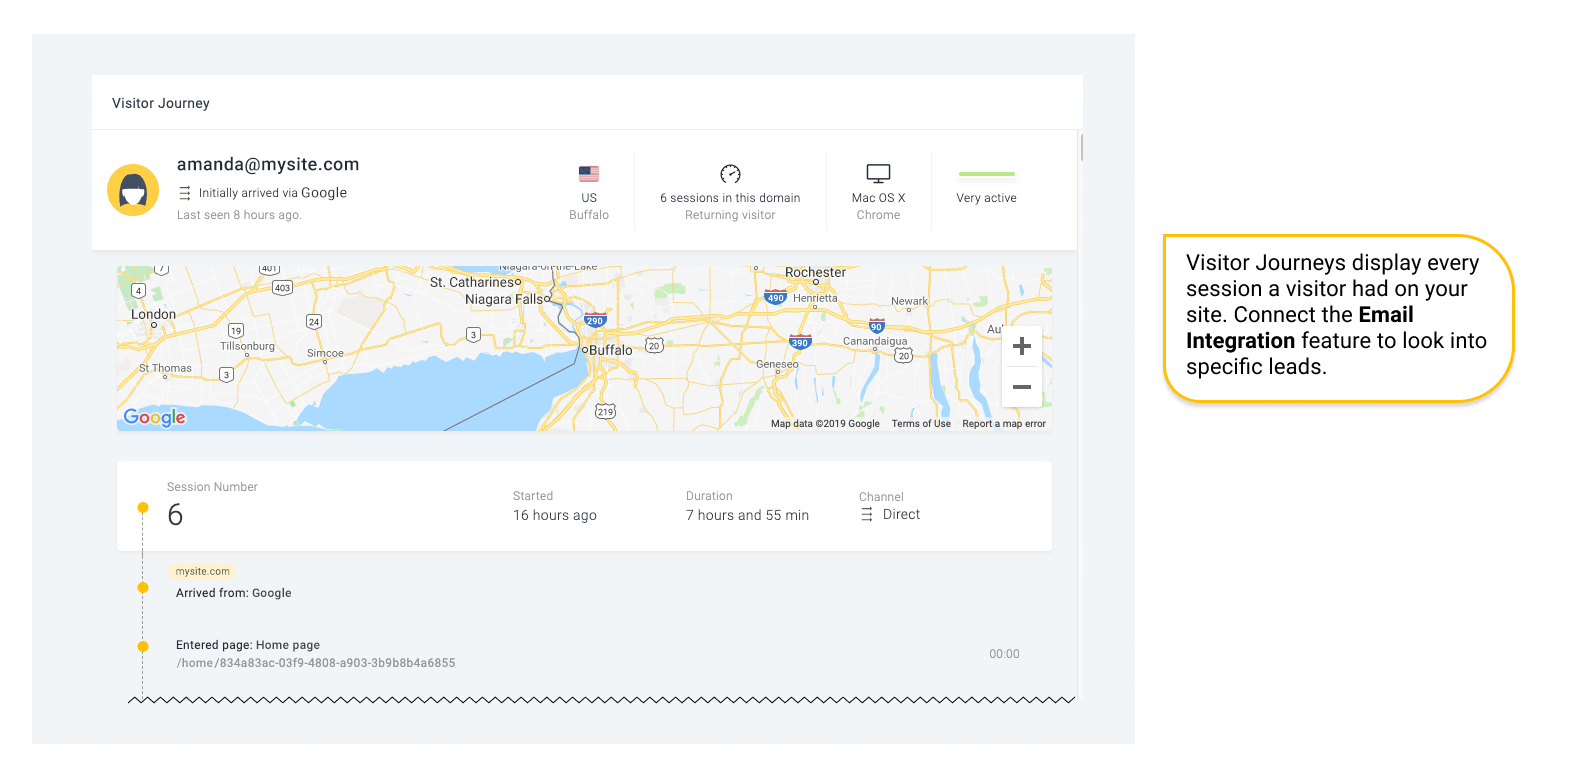 Visitor Journey
amanda@mysite.com
Initially arrived via Google
Last seen 8 hours ago.
US
Buffalo
6 sessions in this domain
Returning visitor
Mac OS X
Chrome
Very active
7
401
Niagara-on-the-Lake
Rochester
4
403
St. Catharines
Niagara Falls
490
Henrietta
Newark
London
19
24
290
90
Au
3
390
Canandaigua
Tillsonburg
Simcoe
Buffalo
20
20
St Thomas
3
Geneseo
219
Google
Map data ©2019 Google
Terms of Use
Report a map error
Session Number
6
Started
16 hours ago
Duration
7 hours and 55 min
Channel
Direct
mysite.com
Arrived from: Google
Entered page: Home page
/home/834a83ac-03f9-4808-a903-3b9b8b4a6855
00:00
Visitor Journeys display every
session a visitor had on your
site. Connect the Email
Integration feature to look into
specific leads.